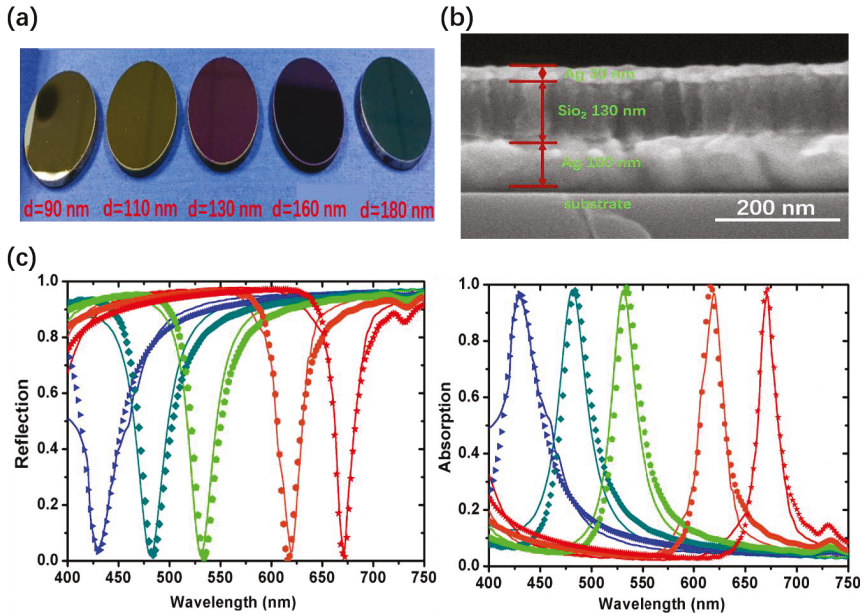 (a)
d=90 nm d=110 nm d=130 nm d=160 nm d=180 nm
(b)
Ag 30 nm
Sio₂ 130 nm
Ag 100 nm
substrate
200 nm
(c)
1.0
0.8
0.6
0.4
0.2
0.0
Reflection
400 450 500 550 600 650 700 750
Wavelength (nm)
1.0
0.8
0.6
0.4
0.2
0.0
Absorption
400 450 500 550 600 650 700 750
Wavelength (nm)